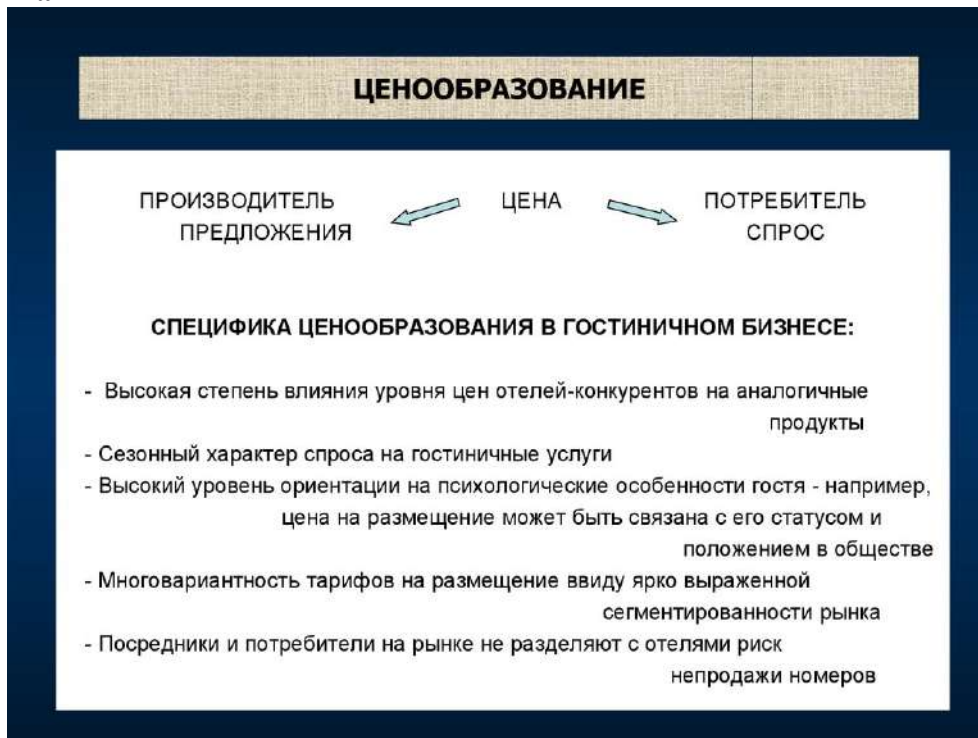 ЦЕНООБРАЗОВАНИЕ
ПРОИЗВОДИТЕЛЬ ЦЕНА ПОТРЕБИТЕЛЬ
ПРЕДЛОЖЕНИЯ СПРОС
СПЕЦИФИКА ЦЕНООБРАЗОВАНИЯ В ГОСТИНИЧНОМ БИЗНЕСЕ:
- Высокая степень влияния уровня цен отелей-конкурентов на аналогичные
продукты
- Сезонный характер спроса на гостиничные услуги
- Высокий уровень ориентации на психологические особенности гостя - например,
цена на размещение может быть связана с его статусом и
положением в обществе
- Многовариантность тарифов на размещение ввиду ярко выраженной
сегментированности рынка
- Посредники и потребители на рынке не разделяют с отелями риск
непродажи номеров